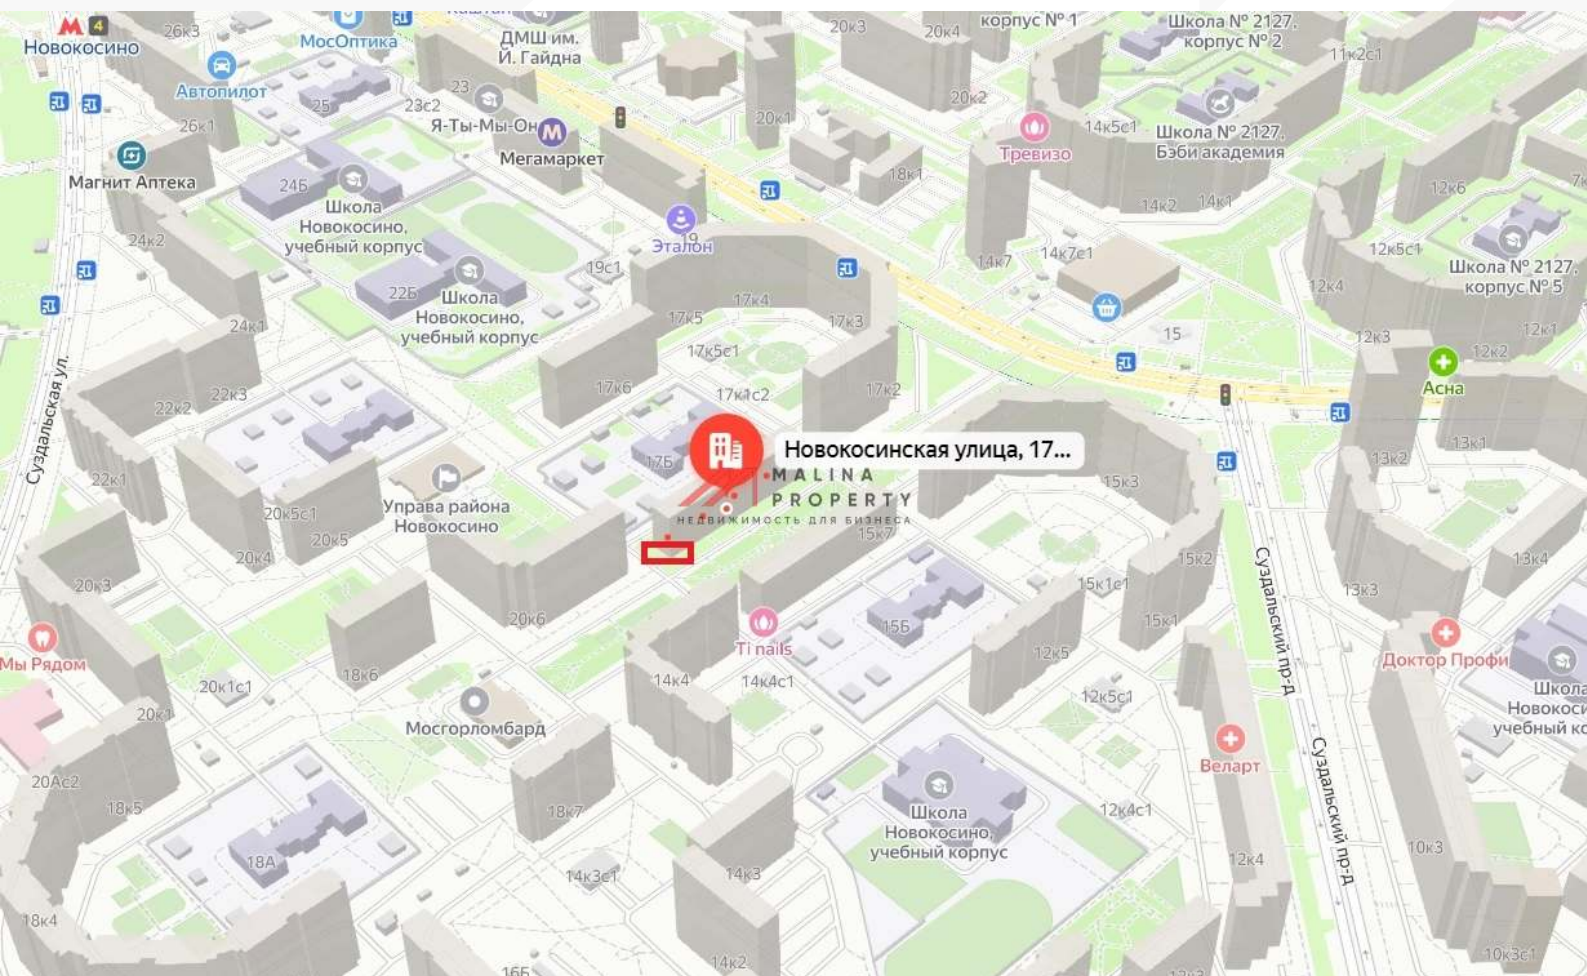 Каштан
корпус № 1
Школа № 2127,
корпус № 2
4
Новокосино
26к3
МосОптика
ДМШ им.
Й. Гайдна
20к3
20к4
11к2с1
Автопилот
25
23с2
23
Я-Ты-Мы-Он
Мегамаркет
20к1
20к2
14к5с1
Школа № 2127,
Бэби академия
Тревизо
26к1
Магнит Аптека
24Б
Школа
Новокосино,
учебный корпус
18к1
14к2
14к1
12к6
7к
24к2
Эталон
19
19с1
14к7
14к7с1
12к5с1
Школа № 2127,
корпус № 5
22Б
Школа
Новокосино,
учебный корпус
17к4
17к5
17к3
12к4
24к1
15
12к3
12к1
12к2
17к5с1
Асна
Суздальская ул.
22к2
22к3
17к6
17к1с2
17к2
13к1
13к2
Новокосинская улица, 17...
17Б
MALINA
PROPERTY
НЕДВИЖИМОСТЬ ДЛЯ БИЗНЕСА
22к1
15к3
Управа района
Новокосино
20к5с1
20к5
20к4
15к7
15к2
13к4
20к3
15к1с1
13к3
Суздальский пр-д
20к6
15Б
15к1
Мы Рядом
Ti nails
12к5
Доктор Профи
18к6
20к1с1
14к4
14к4с1
12к5с1
Школа
Новокоси
учебный ко
20к1
Мосгорломбард
Веларт
Суздальский пр-д
20Ас2
18к5
18к7
Школа
Новокосино,
учебный корпус
12к4с1
18А
14к3с1
14к3
12к4
10к3
18к4
16Б
14к2
12к3
10к3с1